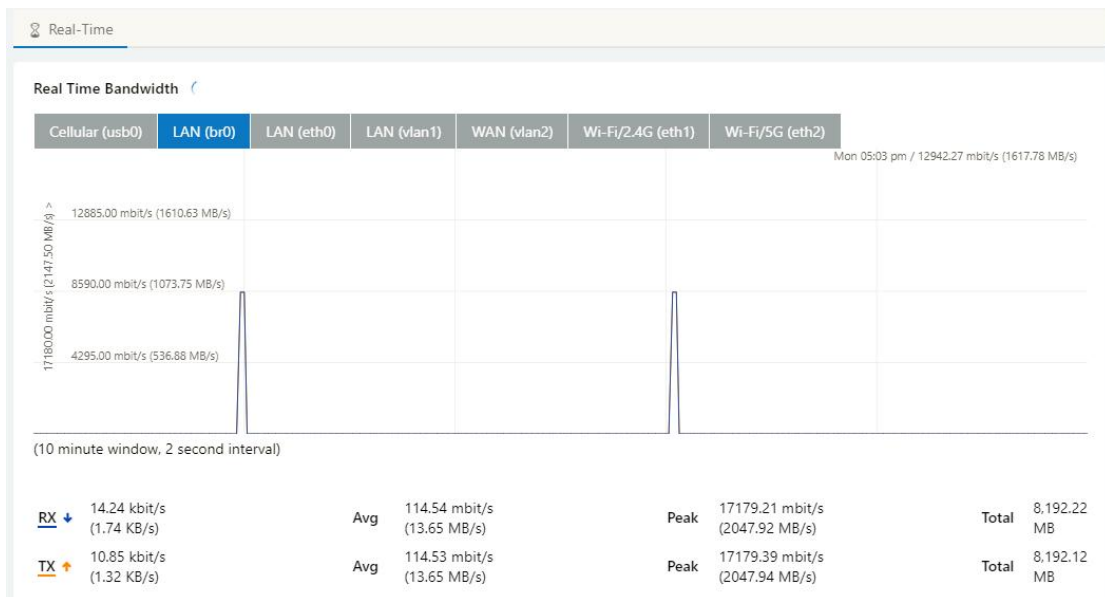 Real-Time
Real Time Bandwidth
Cellular (usb0) LAN (br0) LAN (eth0) LAN (vlan1) WAN (vlan2) Wi-Fi/2.4G (eth1) Wi-Fi/5G (eth2)
Mon 05:03 pm / 12942.27 mbit/s (1617.78 MB/s)
17180.00 mbit/s (2147.50 MB/s) >
12885.00 mbit/s (1610.63 MB/s)
8590.00 mbit/s (1073.75 MB/s)
4295.00 mbit/s (536.88 MB/s)
(10 minute window, 2 second interval)
RX 14.24 kbit/s Avg 114.54 mbit/s Peak 17179.21 mbit/s Total 8,192.22
(1.74 KB/s) (13.65 MB/s) (2047.92 MB/s) MB
TX 10.85 kbit/s Avg 114.53 mbit/s Peak 17179.39 mbit/s Total 8,192.12
(1.32 KB/s) (13.65 MB/s) (2047.94 MB/s) MB